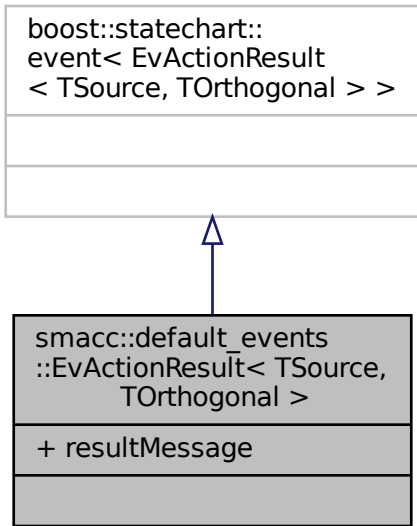 boost::statechart::
event< EvActionResult
< TSource, TOrthogonal > >
smacc::default_events
::EvActionResult< TSource,
TOrthogonal >
+ resultMessage